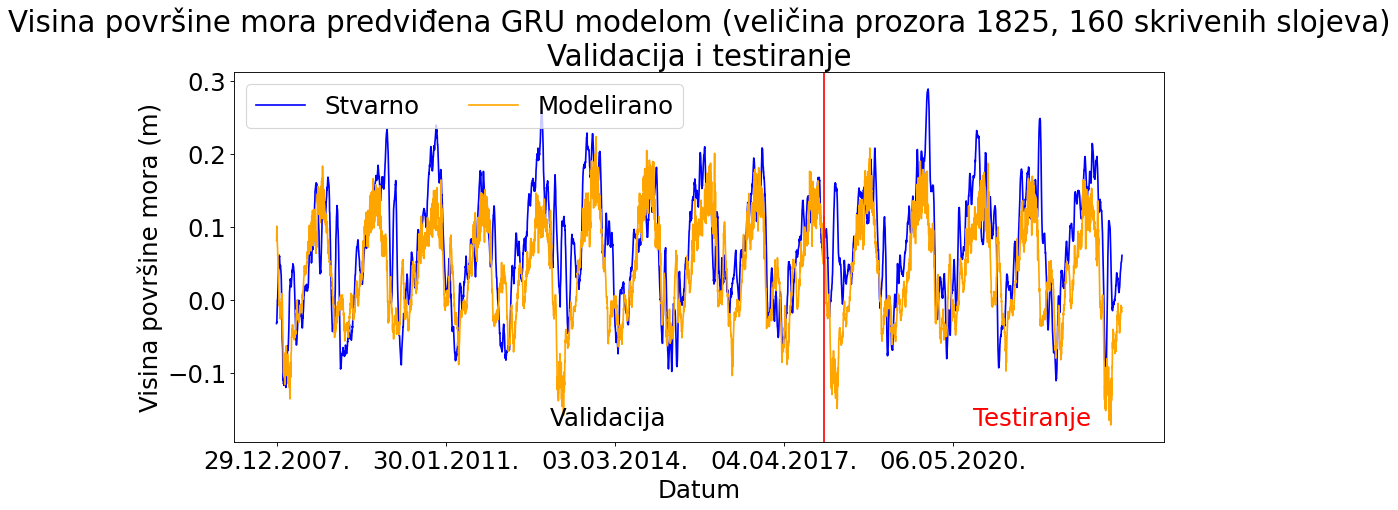 Visina površine mora predviđena GRU modelom (veličina prozora 1825, 160 skrivenih slojeva)
Validacija i testiranje
Stvarno
Modelirano
Visina površine mora (m)
0.3
0.2
0.1
0.0
−0.1
Validacija
Testiranje
29.12.2007.
30.01.2011.
03.03.2014.
04.04.2017.
06.05.2020.
Datum